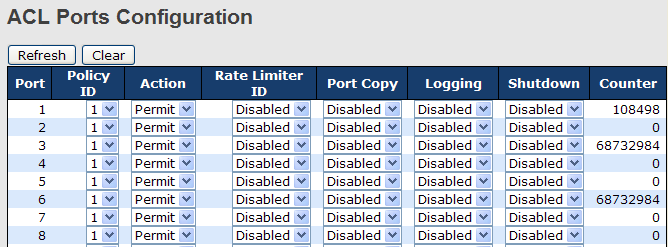 ACL Ports Configuration
Refresh Clear
Port Policy ID Action Rate Limiter ID Port Copy Logging Shutdown Counter
1 1 Permit Disabled Disabled Disabled Disabled 108498
2 1 Permit Disabled Disabled Disabled Disabled 0
3 1 Permit Disabled Disabled Disabled Disabled 68732984
4 1 Permit Disabled Disabled Disabled Disabled 0
5 1 Permit Disabled Disabled Disabled Disabled 0
6 1 Permit Disabled Disabled Disabled Disabled 68732984
7 1 Permit Disabled Disabled Disabled Disabled 0
8 1 Permit Disabled Disabled Disabled Disabled 0